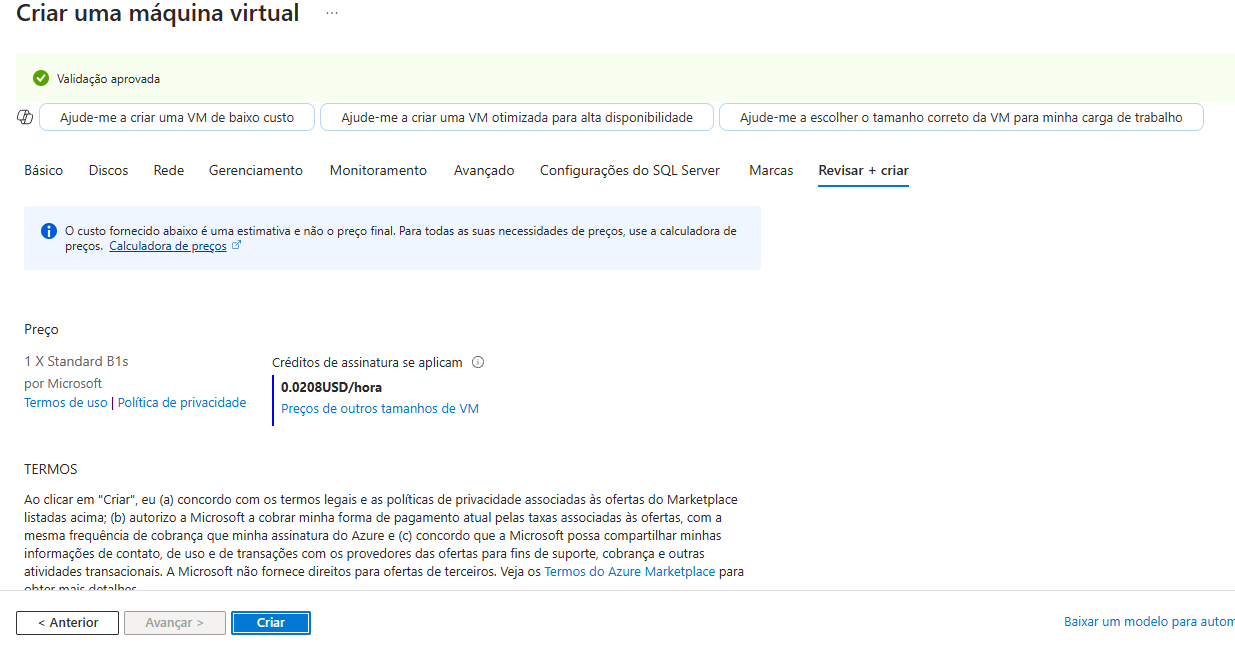 Criar uma máquina virtual ...
Validação aprovada
Ajude-me a criar uma VM de baixo custo
Ajude-me a criar uma VM otimizada para alta disponibilidade
Ajude-me a escolher o tamanho correto da VM para minha carga de trabalho
Básico Discos Rede Gerenciamento Monitoramento Avançado Configurações do SQL Server Marcas Revisar + criar
O custo fornecido abaixo é uma estimativa e não o preço final. Para todas as suas necessidades de preços, use a calculadora de
preços. Calculadora de preços
Preço
1 X Standard B1s
por Microsoft
Termos de uso | Política de privacidade
Créditos de assinatura se aplicam
0.0208USD/hora
Preços de outros tamanhos de VM
TERMOS
Ao clicar em "Criar", eu (a) concordo com os termos legais e as políticas de privacidade associadas às ofertas do Marketplace
listadas acima; (b) autorizo a Microsoft a cobrar minha forma de pagamento atual pelas taxas associadas às ofertas, com a
mesma frequência de cobrança que minha assinatura do Azure e (c) concordo que a Microsoft possa compartilhar minhas
informações de contato, de uso e de transações com os provedores das ofertas para fins de suporte, cobrança e outras
atividades transacionais. A Microsoft não fornece direitos para ofertas de terceiros. Veja os Termos do Azure Marketplace para
obter mais detalhes
< Anterior
Avançar >
Criar
Baixar um modelo para autom